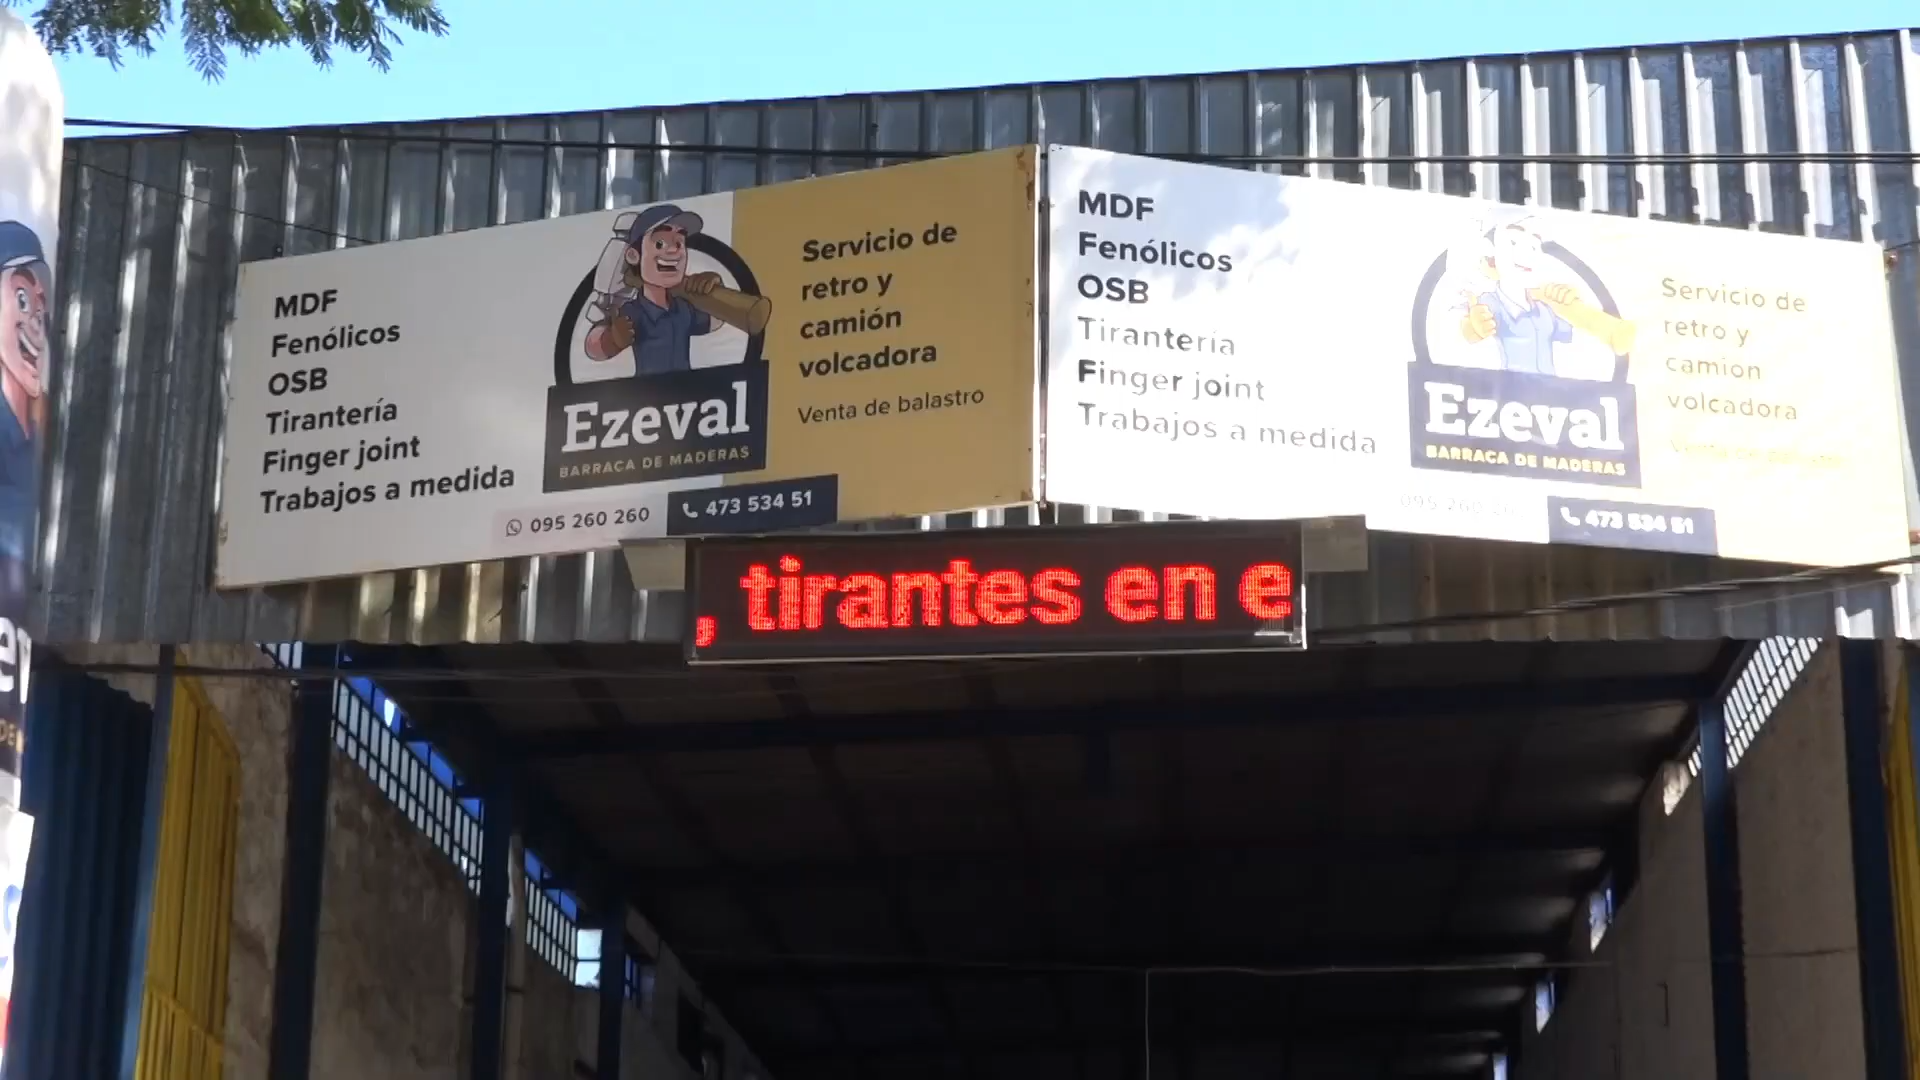 MDF
Fenólicos
OSB
Tirantería
Finger joint
Trabajos a medida
Ezeval
BARRACA DE MADERAS
095 260 260
473 534 51
Servicio de
retro y
camión
volcadora
Venta de balastro
MDF
Fenólicos
OSB
Tirantería
Finger joint
Trabajos a medida
Ezeval
BARRACA DE MADERAS
473 534 51
Servicio de
retro y
camión
volcadora
, tirantes en e